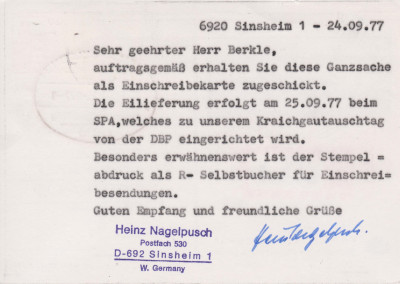 6920 Sinsheim 1 - 24.09.77
Sehr geehrter Herr Berkle,
auftragsgemäß erhalten Sie diese Ganzsache
als Einschreibekarte zugeschickt.
Die Eilieferung erfolgt am 25.09.77 beim
SPA,welches zu unserem Kraichgautauschtag
von der DBP eingerichtet wird.
Besonders erwähnenswert ist der Stempel =
abdruck als R- Selbstbucher für Einschrei=
besendungen.
Guten Empfang und freundliche Grüße
Heinz Nagelpusch
Postfach 530
D-692 Sinsheim 1
W. Germany